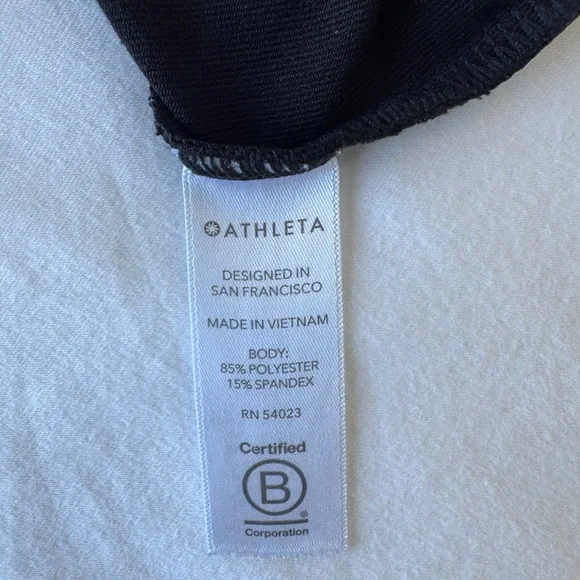 ATHLETA
DESIGNED IN
SAN FRANCISCO
MADE IN VIETNAM
BODY:
85% POLYESTER
15% SPANDEX
RN 54023
Certified
B
®
Corporation